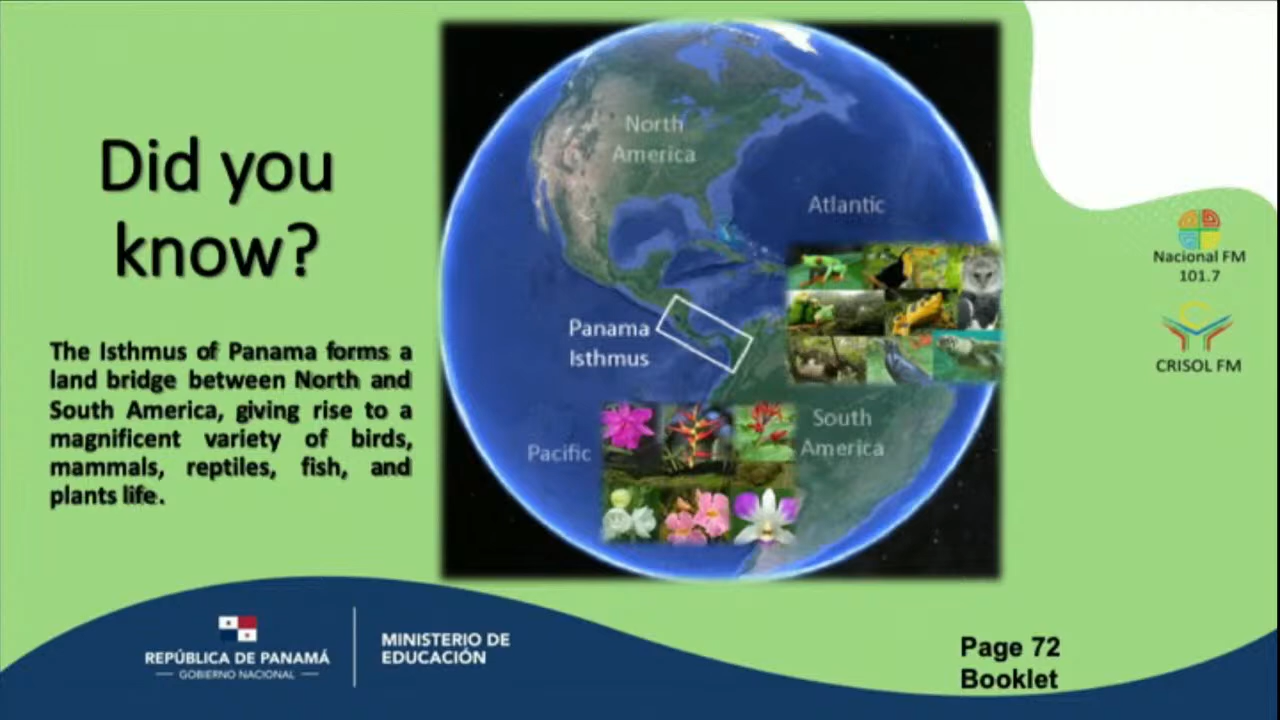 Did you
know?
The Isthmus of Panama forms a
land bridge between North and
South America, giving rise to a
magnificent variety of birds,
mammals, reptiles, fish, and
plants life.
North
America
Atlantic
Panama
Isthmus
Pacific
South
America
Nacional FM
101.7
CRISOL FM
REPÚBLICA DE PANAMÁ
GOBIERNO NACIONAL
MINISTERIO DE
EDUCACIÓN
Page 72
Booklet